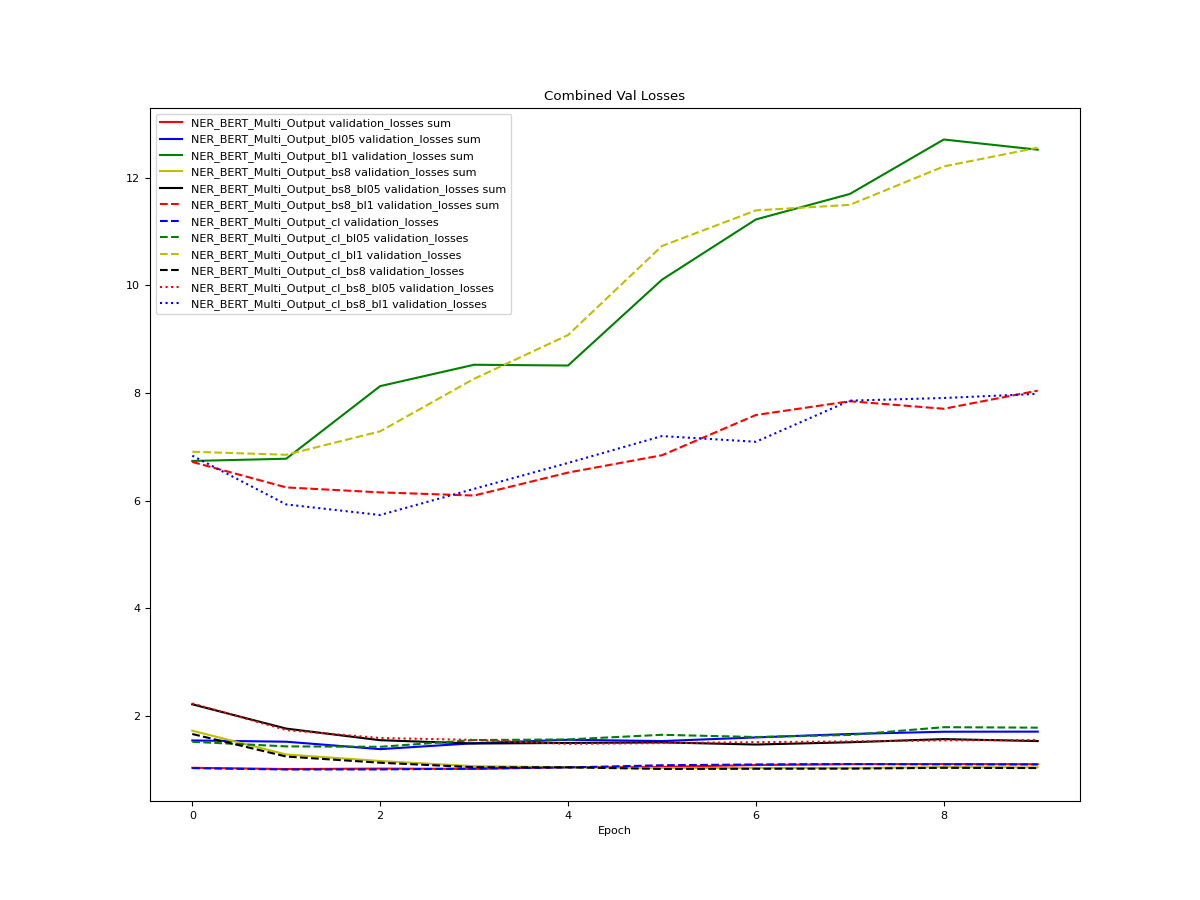 Combined Val Losses
NER_BERT_Multi_Output validation_losses sum
NER_BERT_Multi_Output_bl05 validation_losses sum
NER_BERT_Multi_Output_bl1 validation_losses sum
NER_BERT_Multi_Output_bs8 validation_losses sum
NER_BERT_Multi_Output_bs8_bl05 validation_losses sum
NER_BERT_Multi_Output_bs8_bl1 validation_losses sum
NER_BERT_Multi_Output_cl validation_losses
NER_BERT_Multi_Output_cl_bl05 validation_losses
NER_BERT_Multi_Output_cl_bl1 validation_losses
NER_BERT_Multi_Output_cl_bs8 validation_losses
NER_BERT_Multi_Output_cl_bs8_bl05 validation_losses
NER_BERT_Multi_Output_cl_bs8_bl1 validation_losses
12
10
8
6
4
2
0 2 4 6 8
Epoch